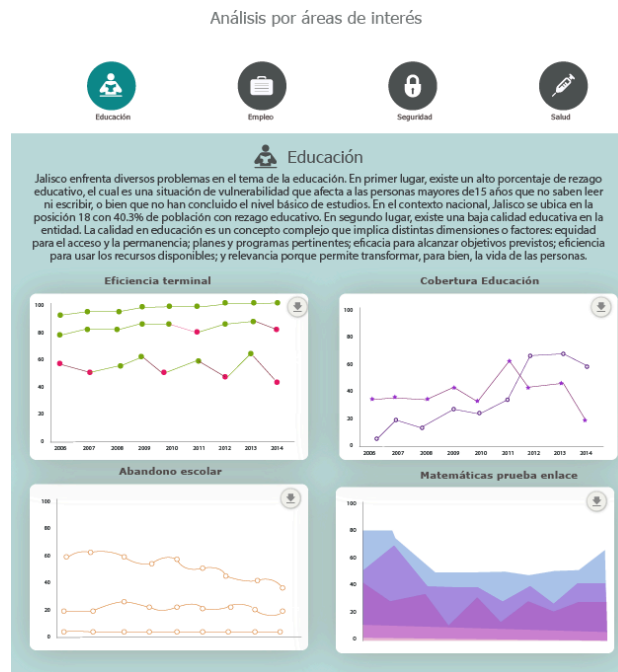 Análisis por áreas de interés
Educación
Empleo
Seguridad
Salud
Educación
Jalisco enfrenta diversos problemas en el tema de la educación. En primer lugar, existe un alto porcentaje de rezago
educativo, el cual es una situación de vulnerabilidad que afecta a las personas mayores de15 años que no saben leer
ni escribir, o bien que no han concluido el nivel básico de estudios. En el contexto nacional, Jalisco se ubica en la
posición 18 con 40.3% de población con rezago educativo. En segundo lugar, existe una baja calidad educativa en la
entidad. La calidad en educación es un concepto complejo que implica distintas dimensiones o factores: equidad
para el acceso y la permanencia; planes y programas pertinentes; eficacia para alcanzar objetivos previstos; eficiencia
para usar los recursos disponibles; y relevancia porque permite transformar, para bien, la vida de las personas.
Eficiencia terminal
100
80
60
40
20
0
2006 2007 2008 2009 2010 2011 2012 2013 2014
Cobertura Educación
100
80
60
40
20
0
2006 2007 2008 2009 2010 2011 2012 2013 2014
Abandono escolar
100
80
60
40
20
0
Matemáticas prueba enlace
100
80
60
40
20
0